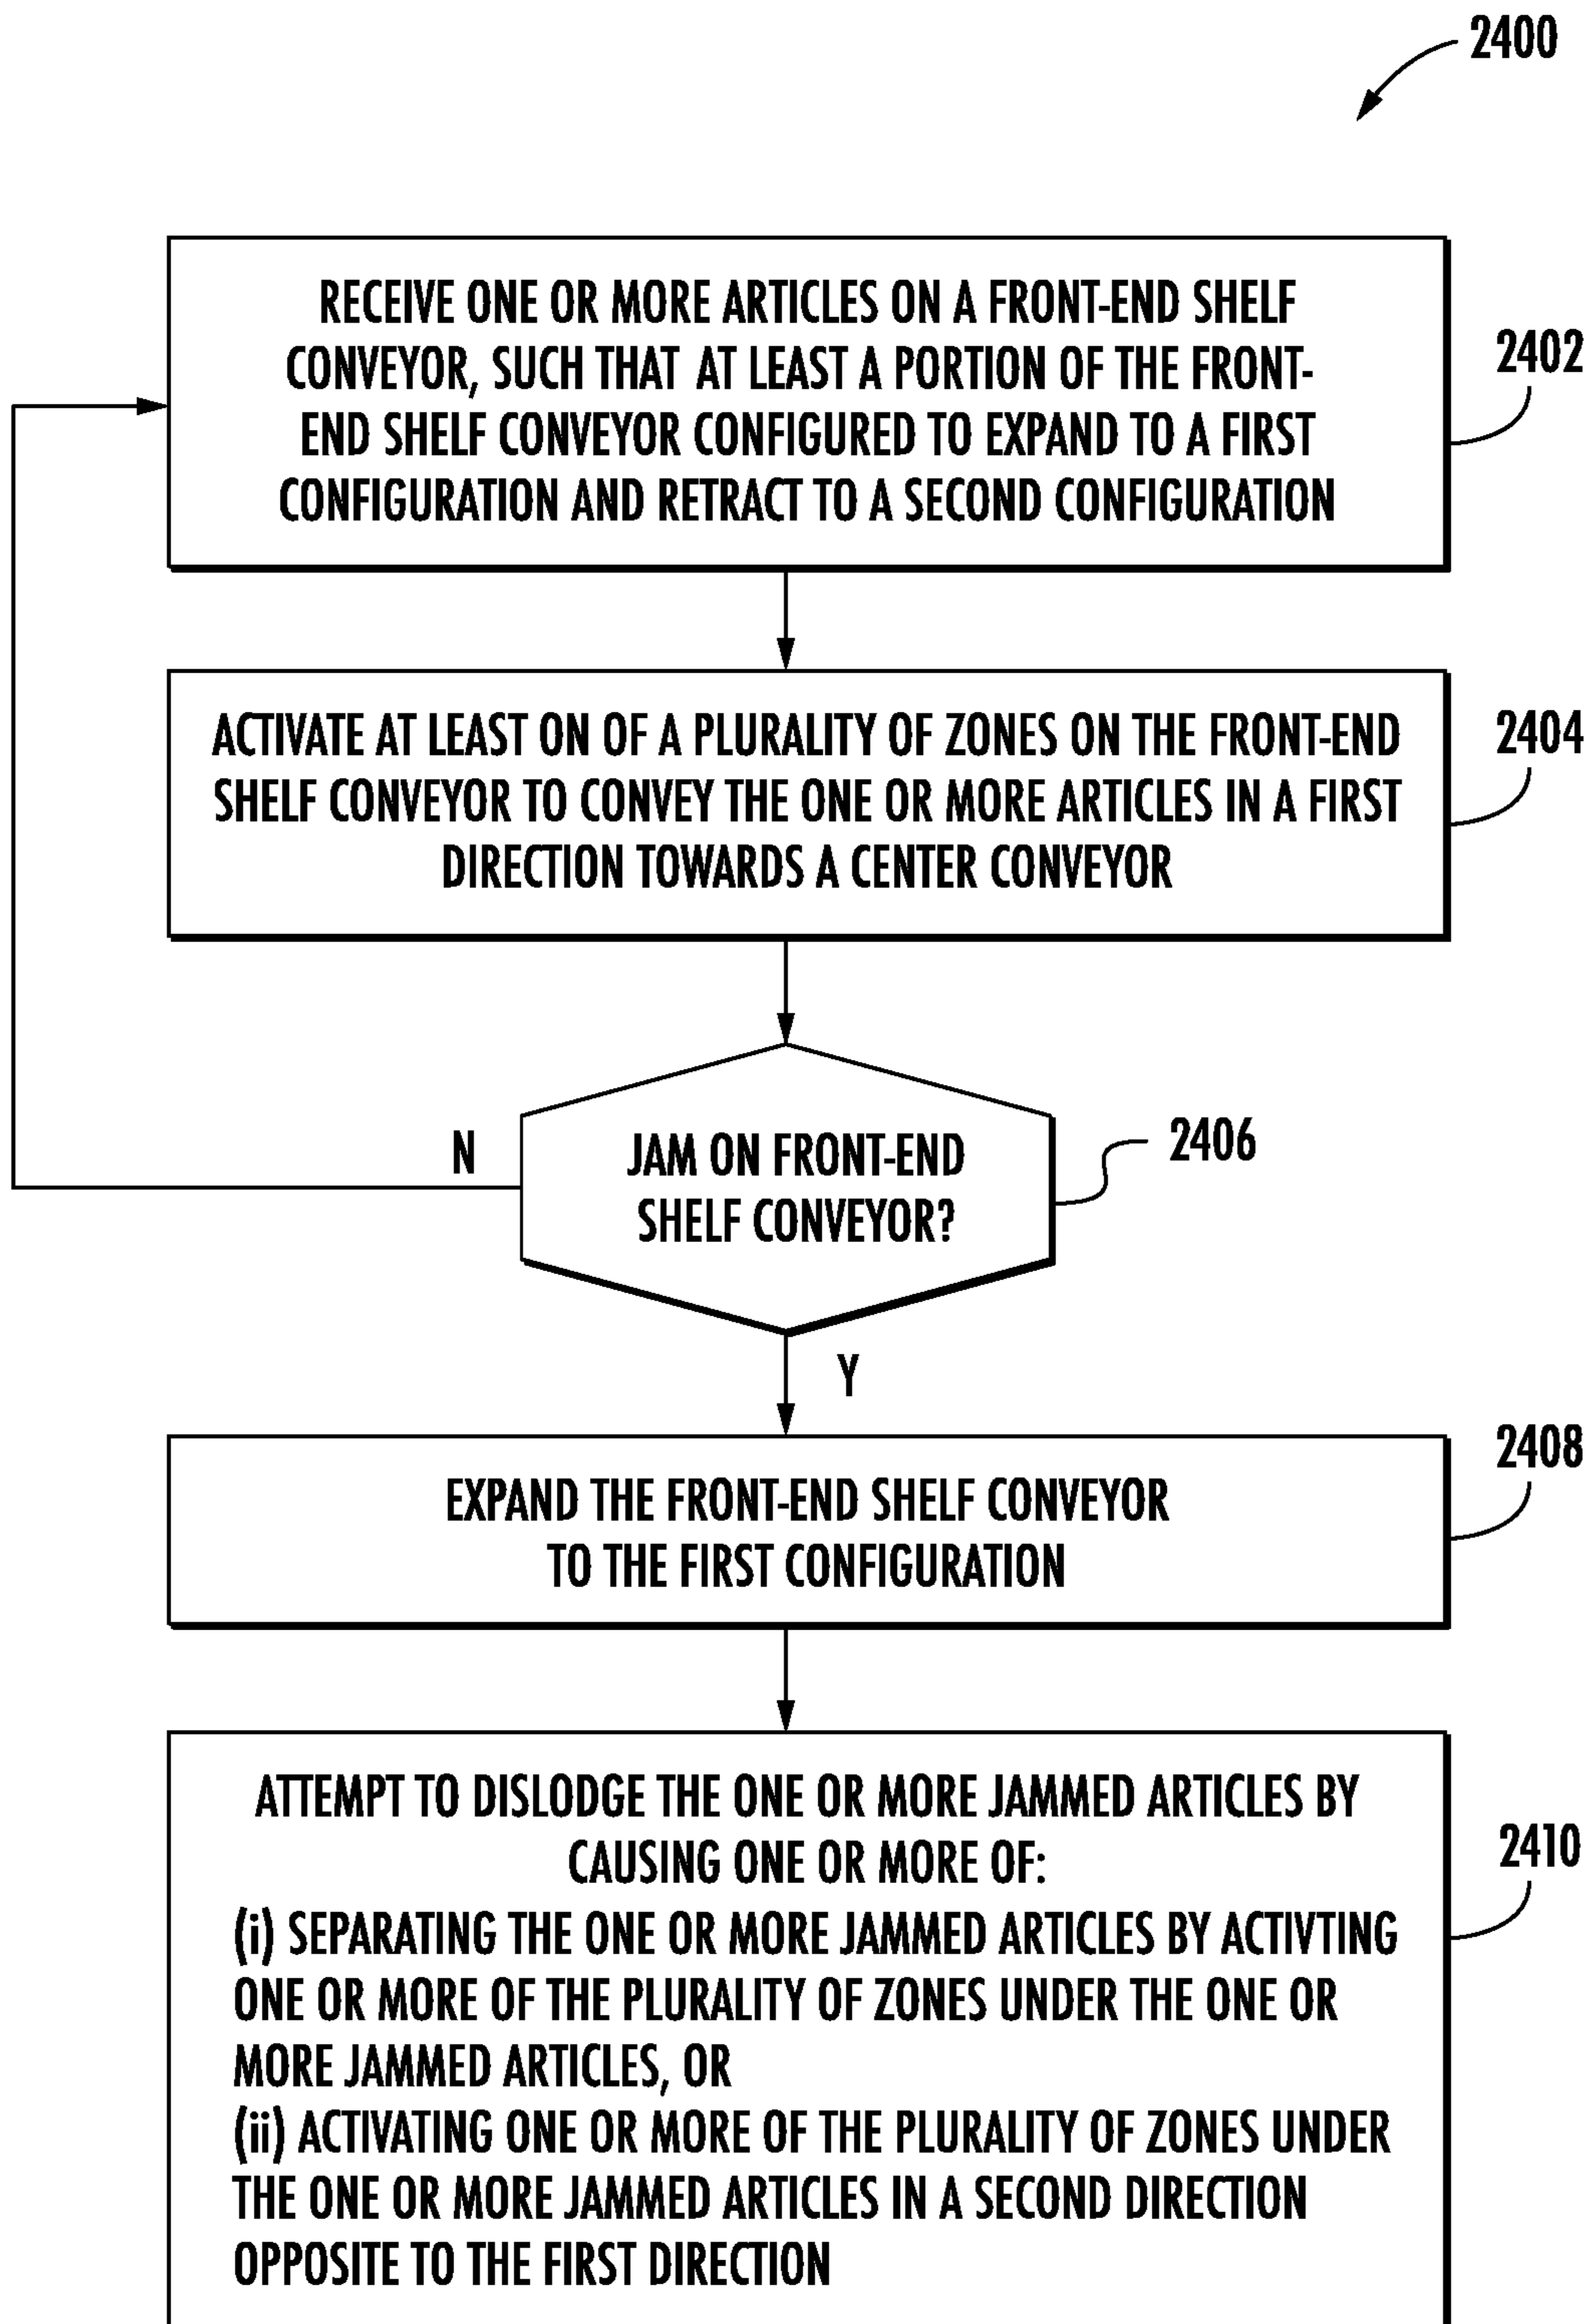 2400
RECEIVE ONE OR MORE ARTICLES ON A FRONT-END SHELF
CONVEYOR, SUCH THAT AT LEAST A PORTION OF THE FRONT-
END SHELF CONVEYOR CONFIGURED TO EXPAND TO A FIRST
CONFIGURATION AND RETRACT TO A SECOND CONFIGURATION
2402
ACTIVATE AT LEAST ON OF A PLURALITY OF ZONES ON THE FRONT-END
SHELF CONVEYOR TO CONVEY THE ONE OR MORE ARTICLES IN A FIRST
DIRECTION TOWARDS A CENTER CONVEYOR
2404
N
JAM ON FRONT-END
SHELF CONVEYOR?
2406
Y
EXPAND THE FRONT-END SHELF CONVEYOR
TO THE FIRST CONFIGURATION
2408
ATTEMPT TO DISLODGE THE ONE OR MORE JAMMED ARTICLES BY
CAUSING ONE OR MORE OF:
(i) SEPARATING THE ONE OR MORE JAMMED ARTICLES BY ACTIVTING
ONE OR MORE OF THE PLURALITY OF ZONES UNDER THE ONE OR
MORE JAMMED ARTICLES, OR
(ii) ACTIVATING ONE OR MORE OF THE PLURALITY OF ZONES UNDER
THE ONE OR MORE JAMMED ARTICLES IN A SECOND DIRECTION
OPPOSITE TO THE FIRST DIRECTION
2410